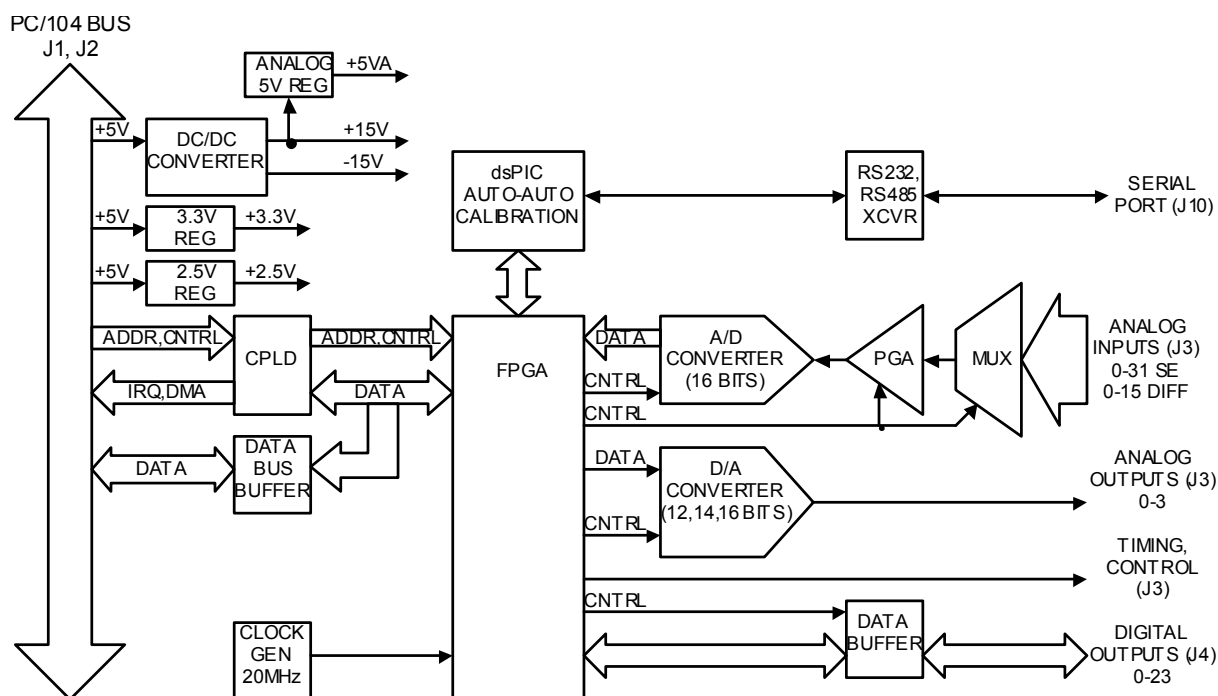 PC/104 BUS
J1, J2
ANALOG
5V REG
+5VA
+5V
DC/DC
CONVERTER
+15V
-15V
+5V
3.3V
REG
+3.3V
+5V
2.5V
REG
+2.5V
dsPIC
AUTO-AUTO
CALIBRATION
RS232,
RS485
XCVR
SERIAL
PORT (J10)
ADDR,CNTRL
CPLD
ADDR,CNTRL
IRQ,DMA
DATA
DATA
DATA
BUS
BUFFER
FPGA
DATA
A/D
CONVERTER
(16 BITS)
PGA
MUX
ANALOG
INPUTS (J3)
0-31 SE
0-15 DIFF
CNTRL
CNTRL
DATA
D/A
CONVERTER
(12,14,16 BITS)
CNTRL
ANALOG
OUTPUTS (J3)
0-3
TIMING,
CONTROL
(J3)
CNTRL
DATA
BUFFER
DIGITAL
OUTPUTS (J4)
0-23
CLOCK
GEN
20MHz